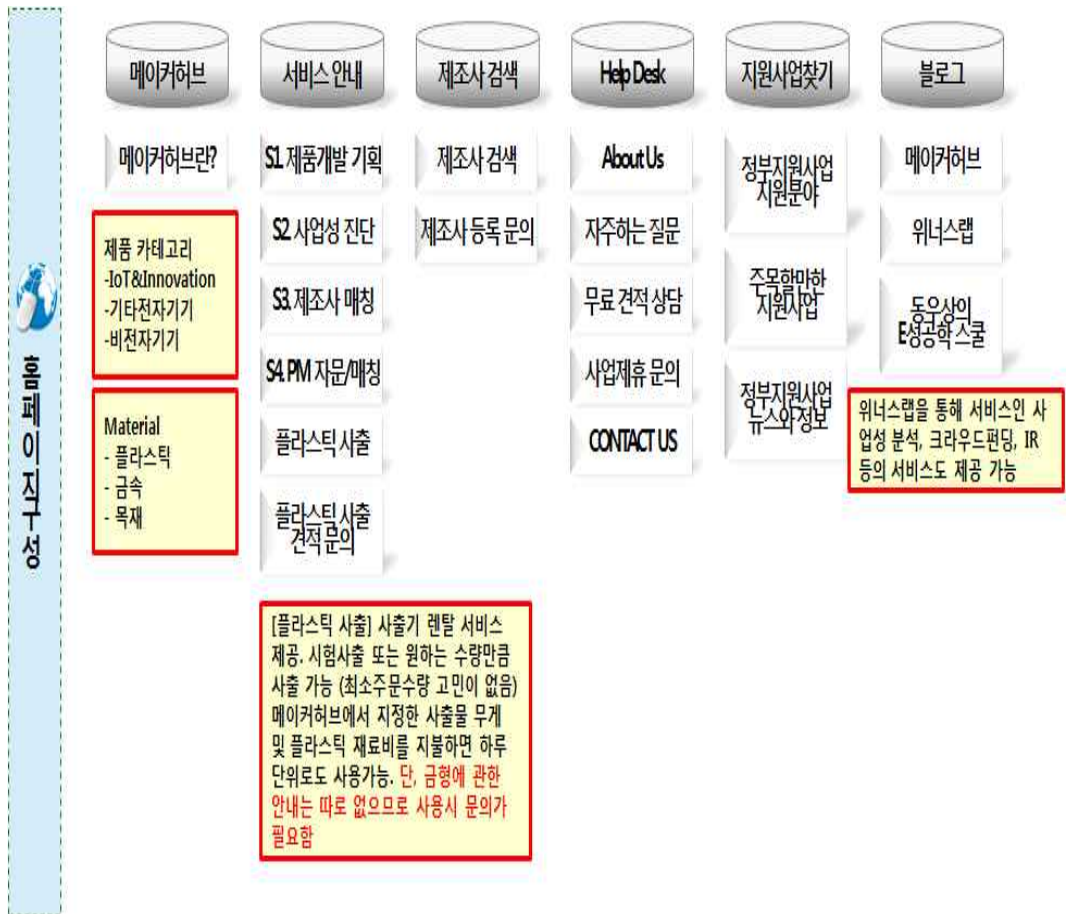 홈페이지구성
메이커허브
메이커허브란?
제품 카테고리
-IoT&Innovation
-기타전자기기
-비전자기기
Material
- 플라스틱
- 금속
- 목재
서비스 안내
S1. 제품개발 기획
S2. 사업성 진단
S3. 제조사 매칭
S4. PM 자문/매칭
플라스틱 사출
플라스틱 사출
견적 문의
[플라스틱 사출] 사출기 렌탈 서비스
제공. 시험사출 또는 원하는 수량만큼
사출 가능 (최소주문수량 고민이 없음)
메이커허브에서 지정한 사출물 무게
및 플라스틱 재료비를 지불하면 하루
단위로도 사용가능. 단, 금형에 관한
안내는 따로 없으므로 사용시 문의가
필요함
제조사 검색
제조사 검색
제조사 등록 문의
Help Desk
About Us
자주하는 질문
무료 견적 상담
사업제휴 문의
CONTACT US
지원사업찾기
정부지원사업
지원분야
주목할만한
지원사업
정부지원사업
뉴스와 정보
블로그
메이커허브
위너스랩
동우상의
E성공학 스쿨
위너스랩을 통해 서비스인 사
업성 분석, 크라우드펀딩, IR
등의 서비스도 제공 가능